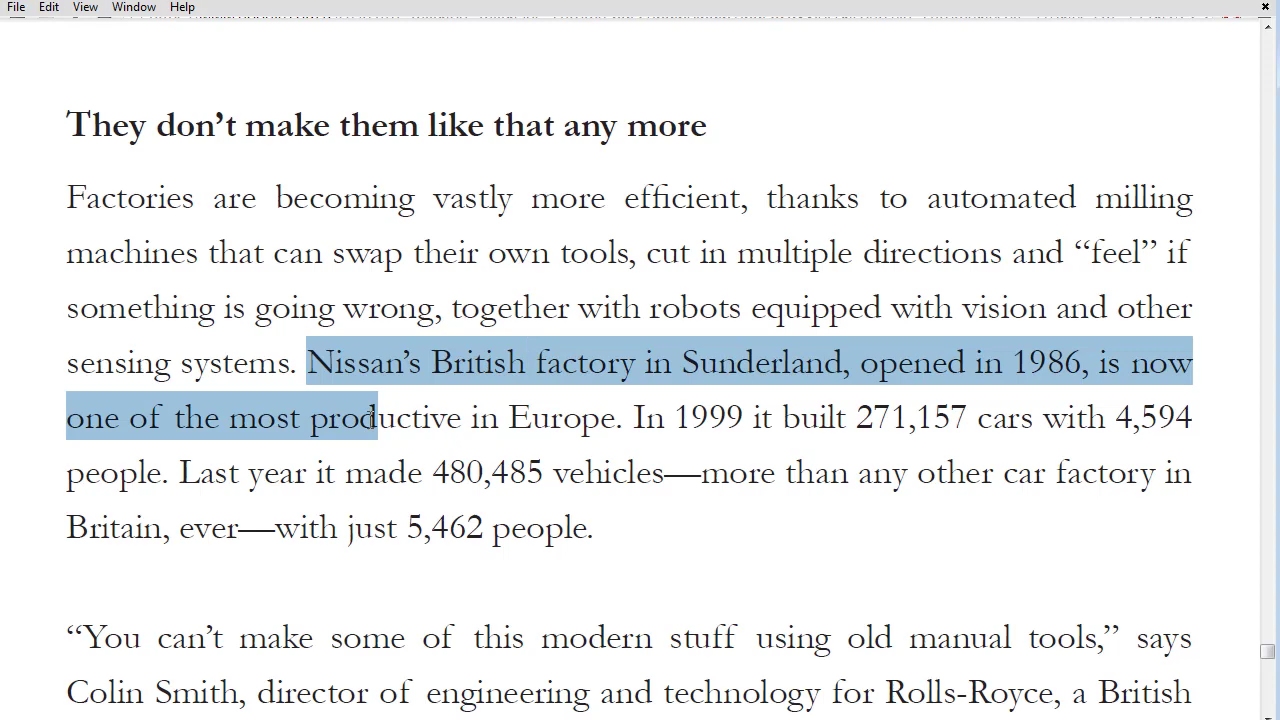 File Edit View Window Help
They don’t make them like that any more
Factories are becoming vastly more efficient, thanks to automated milling
machines that can swap their own tools, cut in multiple directions and “feel” if
something is going wrong, together with robots equipped with vision and other
sensing systems. Nissan’s British factory in Sunderland, opened in 1986, is now
one of the most productive in Europe. In 1999 it built 271,157 cars with 4,594
people. Last year it made 480,485 vehicles—more than any other car factory in
Britain, ever—with just 5,462 people.
“You can’t make some of this modern stuff using old manual tools,” says
Colin Smith, director of engineering and technology for Rolls-Royce, a British